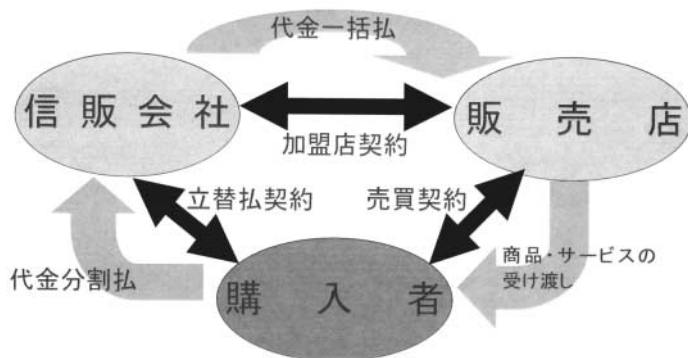 代金一括払
信販会社
販売店
加盟店契約
立替払契約
売買契約
商品・サービスの
受け渡し
代金分割払
購入者